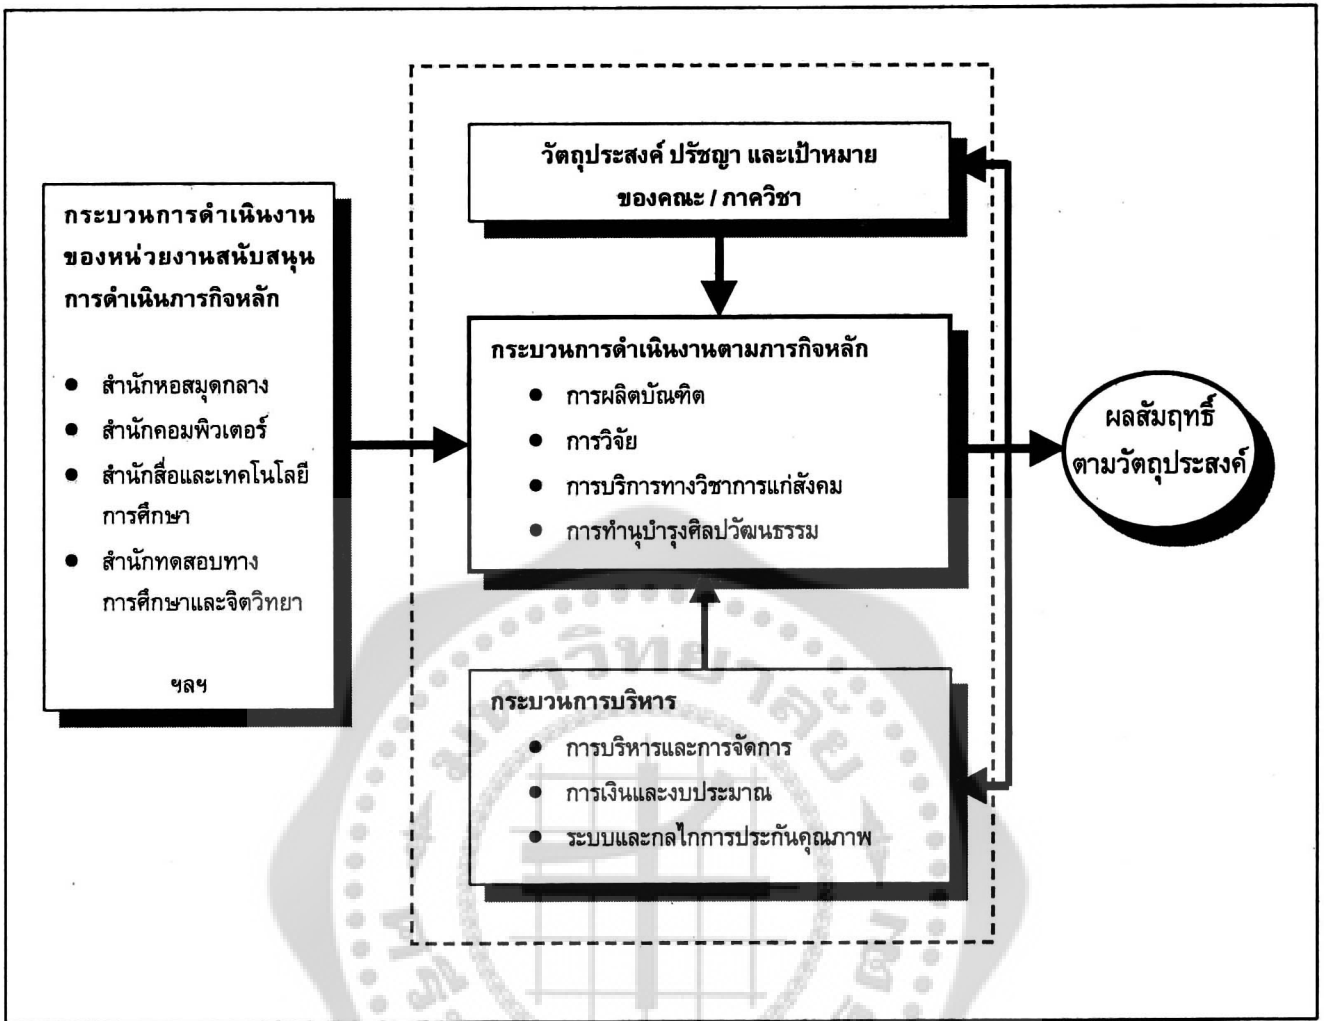 กระบวนการดำเนินงาน
ของหน่วยงานสนับสนุน
การดำเนินภารกิจหลัก
● สำนักหอสมุดกลาง
● สำนักคอมพิวเตอร์
● สำนักสื่อและเทคโนโลยี
การศึกษา
● สำนักทดสอบทาง
การศึกษาและจิตวิทยา
ฯลฯ
วัตถุประสงค์ ปรัชญา และเป้าหมาย
ของคณะ / ภาควิชา
กระบวนการดำเนินงานตามภารกิจหลัก
● การผลิตบัณฑิต
● การวิจัย
● การบริการทางวิชาการแก่สังคม
● การทำนุบำรุงศิลปวัฒนธรรม
กระบวนการบริหาร
● การบริหารและการจัดการ
● การเงินและงบประมาณ
● ระบบและกลไกการประกันคุณภาพ
ผลสัมฤทธิ์
ตามวัตถุประสงค์
มหาวิทยาลัย